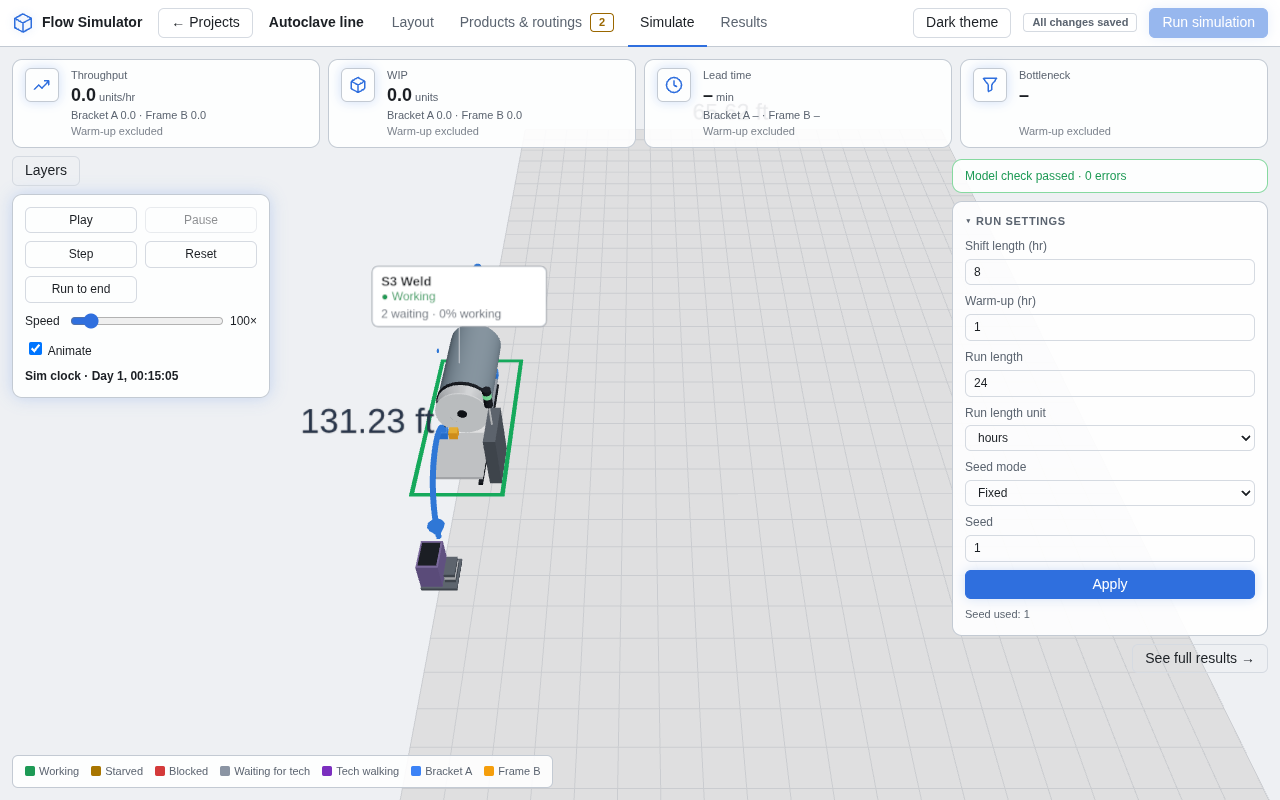 Flow Simulator
← Projects
Autoclave line
Layout
Products & routings 2
Simulate
Results
Dark theme
All changes saved
Run simulation
Throughput
0.0 units/hr
Bracket A 0.0 · Frame B 0.0
Warm-up excluded
WIP
0.0 units
Bracket A 0.0 · Frame B 0.0
Warm-up excluded
Lead time
– min
Bracket A – · Frame B –
Warm-up excluded
Bottleneck
–
Warm-up excluded
Layers
Play
Pause
Step
Reset
Run to end
Speed 100×
Animate
Sim clock · Day 1, 00:15:05
S3 Weld
● Working
2 waiting · 0% working
131.23 ft
Model check passed · 0 errors
▾ RUN SETTINGS
Shift length (hr)
8
Warm-up (hr)
1
Run length
24
Run length unit
hours
Seed mode
Fixed
Seed
1
Apply
Seed used: 1
See full results →
Working
Starved
Blocked
Waiting for tech
Tech walking
Bracket A
Frame B